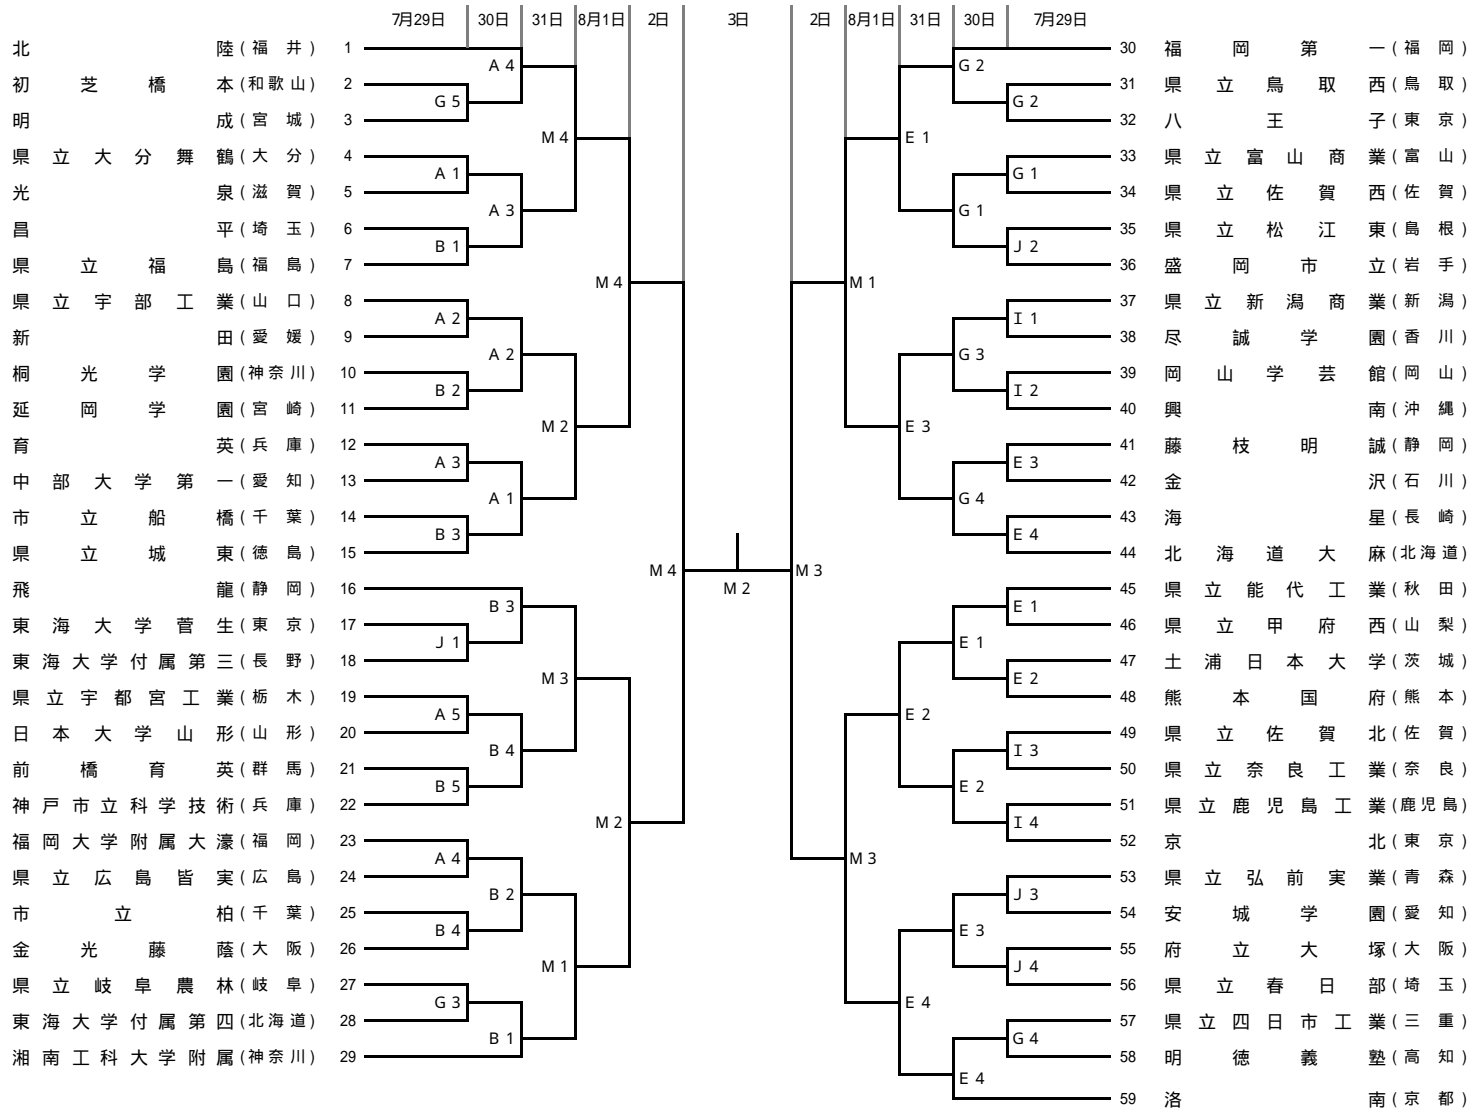 7月29日 30日 31日 8月1日 2日 3日 2日 8月1日 31日 30日 7月29日
北陸(福井) 1
初芝橋本(和歌山) 2
明成(宮城) 3
県立大分舞鶴(大分) 4
光泉(滋賀) 5
昌平(埼玉) 6
県立福島(福島) 7
県立宇部工業(山口) 8
新田(愛媛) 9
桐光学園(神奈川) 10
延岡学園(宮崎) 11
育英(兵庫) 12
中部大学第一(愛知) 13
市立船橋(千葉) 14
県立城東(徳島) 15
飛龍(静岡) 16
東海大学菅生(東京) 17
東海大学付属第三(長野) 18
県立宇都宮工業(栃木) 19
日本大学山形(山形) 20
前橋育英(群馬) 21
神戸市立科学技術(兵庫) 22
福岡大学附属大濠(福岡) 23
県立広島皆実(広島) 24
市立柏(千葉) 25
金光藤蔭(大阪) 26
県立岐阜農林(岐阜) 27
東海大学付属第四(北海道) 28
湘南工科大学附属(神奈川) 29
G5
A1
B1
A2
B2
A3
B3
J1
A5
B5
A4
B4
G3
A4
A3
A2
A1
B3
B4
B2
B1
M4
M2
M3
M1
M4
M2
M4
M2
M3
M1
M3
E1
E3
E2
E4
G2
G1
G3
G4
E1
E2
E3
E4
G2
G1
J2
I1
I2
E3
E4
E1
E2
I3
I4
J3
J4
G4
30 福岡第一(福岡)
31 県立鳥取西(鳥取)
32 八王子(東京)
33 県立富山商業(富山)
34 県立佐賀西(佐賀)
35 県立松江東(島根)
36 盛岡市立(岩手)
37 県立新潟商業(新潟)
38 尽誠学園(香川)
39 岡山学芸館(岡山)
40 興南(沖縄)
41 藤枝明誠(静岡)
42 金沢(石川)
43 海星(長崎)
44 北海道大麻(北海道)
45 県立能代工業(秋田)
46 県立甲府西(山梨)
47 土浦日本大学(茨城)
48 熊本国府(熊本)
49 県立佐賀北(佐賀)
50 県立奈良工業(奈良)
51 県立鹿児島工業(鹿児島)
52 京北(東京)
53 県立弘前実業(青森)
54 安城学園(愛知)
55 府立大塚(大阪)
56 県立春日部(埼玉)
57 県立四日市工業(三重)
58 明徳義塾(高知)
59 洛南(京都)